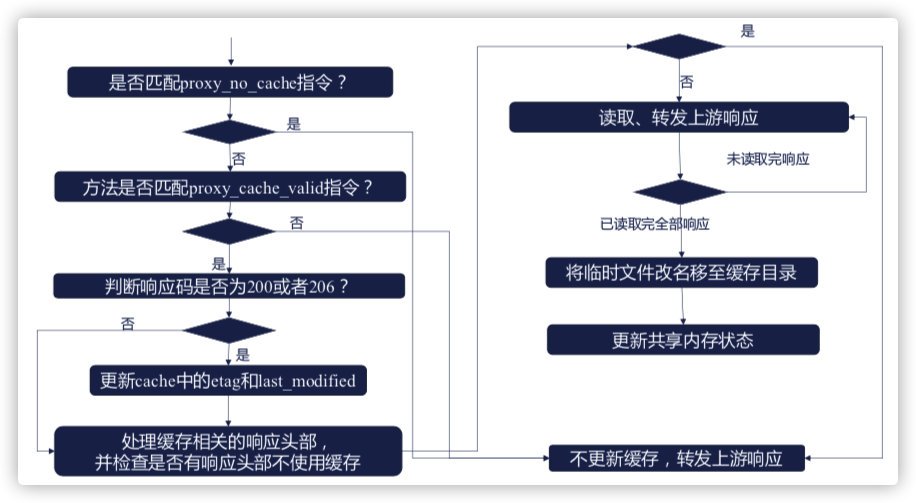 是否匹配proxy_no_cache指令？
是
否
方法是否匹配proxy_cache_valid指令？
否
是
判断响应码是否为200或者206？
否
是
更新cache中的etag和last_modified
处理缓存相关的响应头部，
并检查是否有响应头部不使用缓存
是
否
读取、转发上游响应
未读取完响应
已读取完全部响应
将临时文件改名移至缓存目录
更新共享内存状态
不更新缓存，转发上游响应